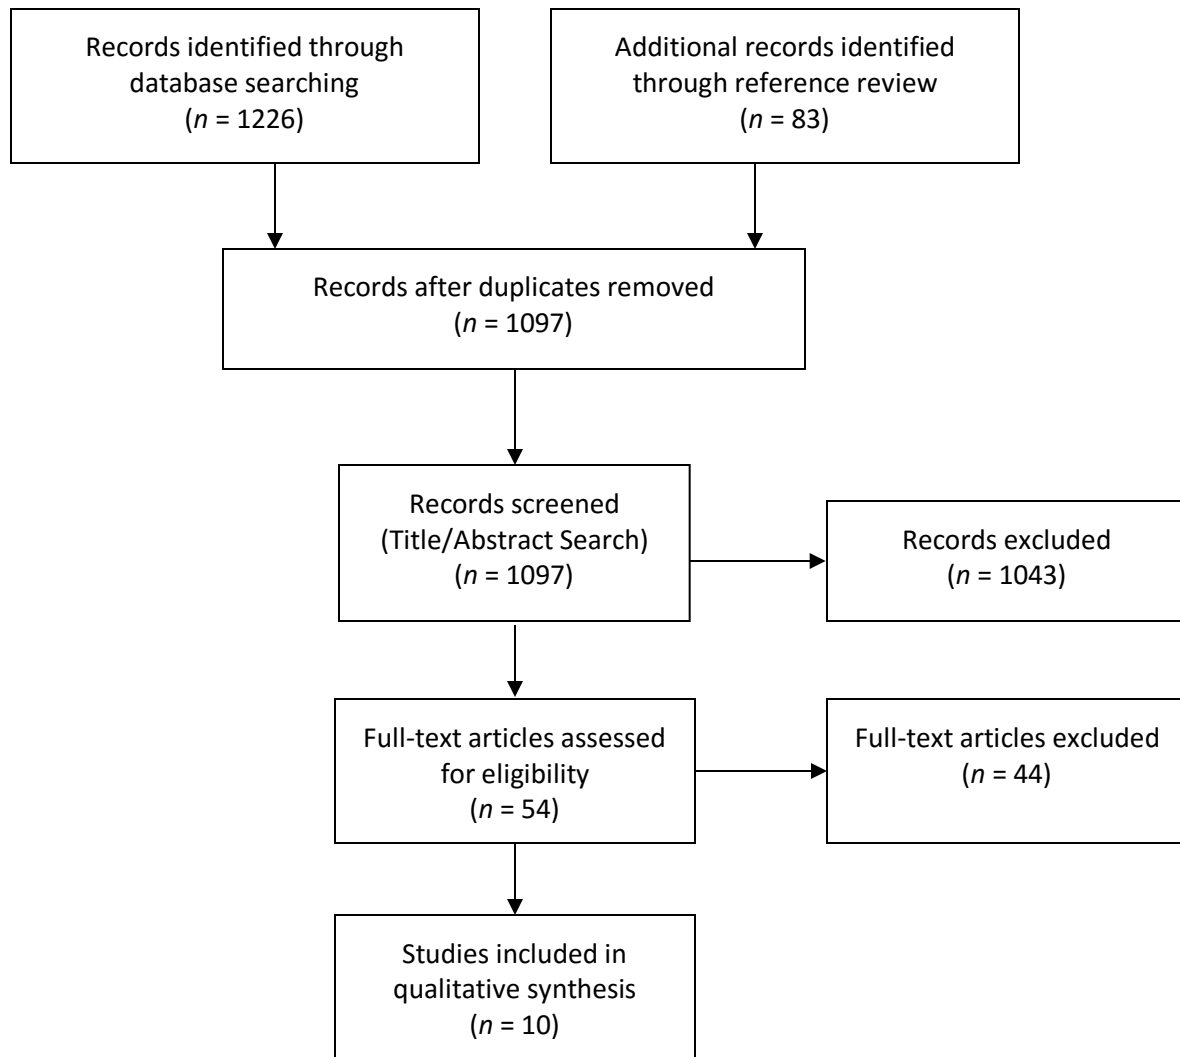 Records identified through
database searching
(n = 1226)
Additional records identified
through reference review
(n = 83)
Records after duplicates removed
(n = 1097)
Records screened
(Title/Abstract Search)
(n = 1097)
Records excluded
(n = 1043)
Full-text articles assessed
for eligibility
(n = 54)
Full-text articles excluded
(n = 44)
Studies included in
qualitative synthesis
(n = 10)